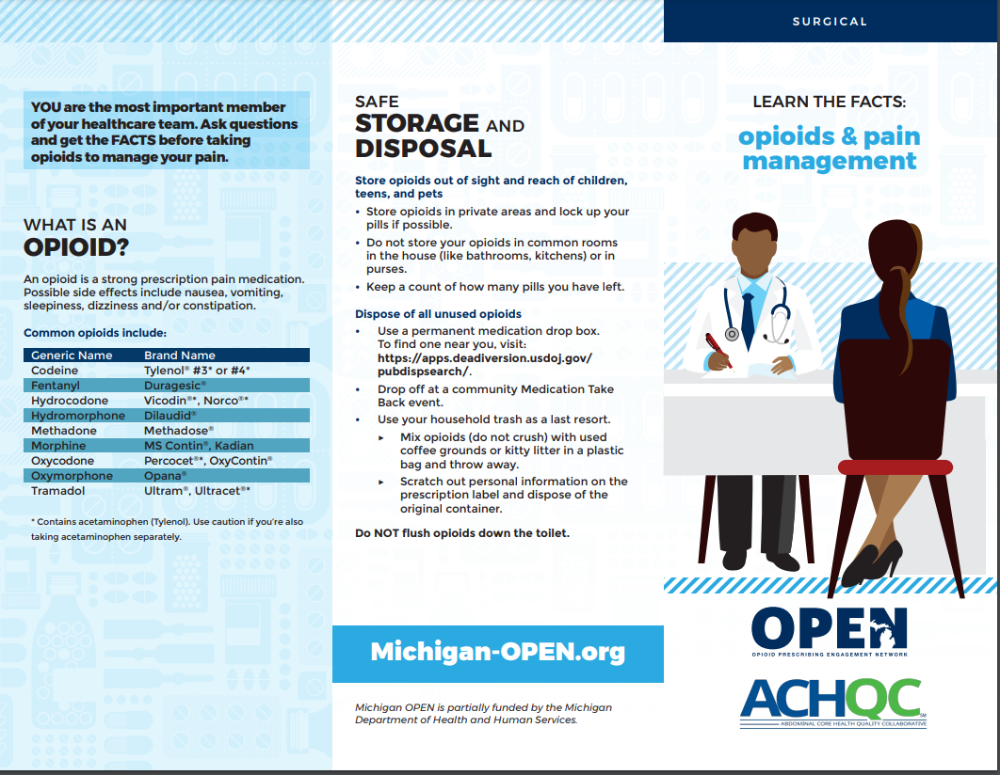 YOU are the most important member
of your healthcare team. Ask questions
and get the FACTS before taking
opioids to manage your pain.
WHAT IS AN
OPIOID?
An opioid is a strong prescription pain medication.
Possible side effects include nausea, vomiting,
sleepiness, dizziness and/or constipation.
Common opioids include:
Generic Name Brand Name
Codeine Tylenol® #3* or #4*
Fentanyl Duragesic®
Hydrocodone Vicodin®*, Norco®*
Hydromorphone Dilaudid®
Methadone Methadose®
Morphine MS Contin®, Kadian
Oxycodone Percocet®*, OxyContin®
Oxymorphone Opana®
Tramadol Ultram®, Ultracet®*
* Contains acetaminophen (Tylenol). Use caution if you're also
taking acetaminophen separately.
SAFE
STORAGE AND
DISPOSAL
Store opioids out of sight and reach of children,
teens, and pets
• Store opioids in private areas and lock up your
pills if possible.
• Do not store your opioids in common rooms
in the house (like bathrooms, kitchens) or in
purses.
• Keep a count of how many pills you have left.
Dispose of all unused opioids
• Use a permanent medication drop box.
To find one near you, visit:
https://apps.deadiversion.usdoj.gov/
pubdispsearch/.
• Drop off at a community Medication Take
Back event.
• Use your household trash as a last resort.
► Mix opioids (do not crush) with used
coffee grounds or kitty litter in a plastic
bag and throw away.
► Scratch out personal information on the
prescription label and dispose of the
original container.
Do NOT flush opioids down the toilet.
Michigan-OPEN.org
Michigan OPEN is partially funded by the Michigan
Department of Health and Human Services.
SURGICAL
LEARN THE FACTS:
opioids & pain
management
OPEN
OPIOID PRESCRIBING ENGAGEMENT NETWORK
ACHQC SM
ABDOMINAL CORE HEALTH QUALITY COLLABORATIVE